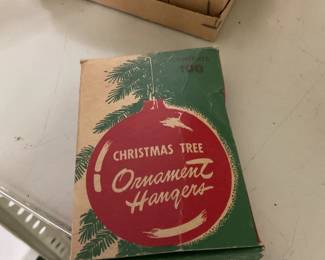 100
CHRISTMAS TREE
Ornament
Hangers